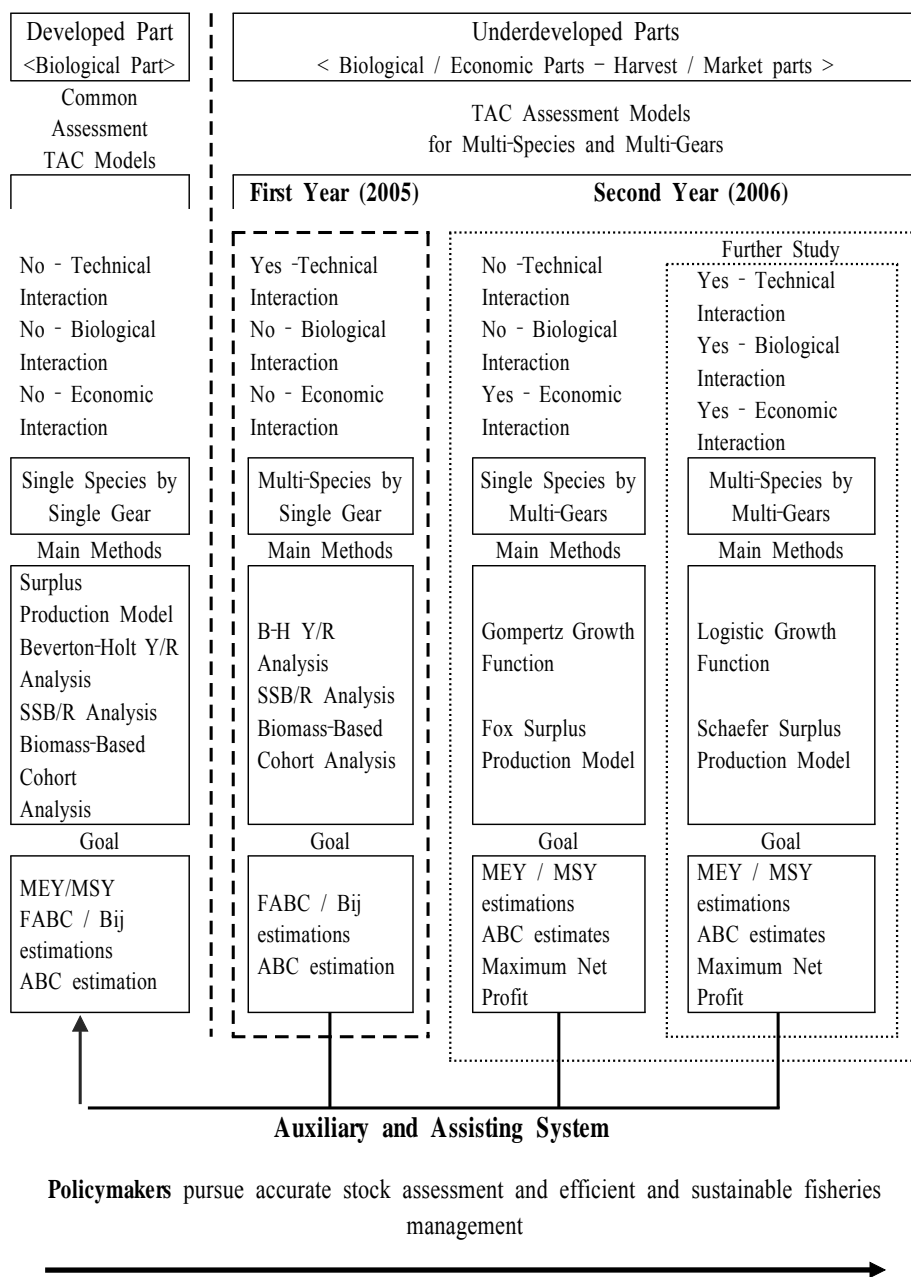 Developed Part
<Biological Part>
Common
Assessment
TAC Models
Underdeveloped Parts
< Biological / Economic Parts - Harvest / Market parts >
TAC Assessment Models
for Multi-Species and Multi-Gears
First Year (2005)
Second Year (2006)
No - Technical
Interaction
No - Biological
Interaction
No - Economic
Interaction
Single Species by
Single Gear
Main Methods
Surplus
Production Model
Beverton-Holt Y/R
Analysis
SSB/R Analysis
Biomass-Based
Cohort
Analysis
Goal
MEY/MSY
FABC / Bij
estimations
ABC estimation
Yes -Technical
Interaction
No - Biological
Interaction
No - Economic
Interaction
Multi-Species by
Single Gear
Main Methods
B-H Y/R
Analysis
SSB/R Analysis
Biomass-Based
Cohort Analysis
Goal
FABC / Bij
estimations
ABC estimation
No -Technical
Interaction
No - Biological
Interaction
Yes - Economic
Interaction
Single Species by
Multi-Gears
Main Methods
Gompertz Growth
Function
Fox Surplus
Production Model
Goal
MEY / MSY
estimations
ABC estimates
Maximum Net
Profit
Further Study
Yes - Technical
Interaction
Yes - Biological
Interaction
Yes - Economic
Interaction
Multi-Species by
Multi-Gears
Main Methods
Logistic Growth
Function
Schaefer Surplus
Production Model
Goal
MEY / MSY
estimations
ABC estimates
Maximum Net
Profit
Auxiliary and Assisting System
Policymakers pursue accurate stock assessment and efficient and sustainable fisheries
management